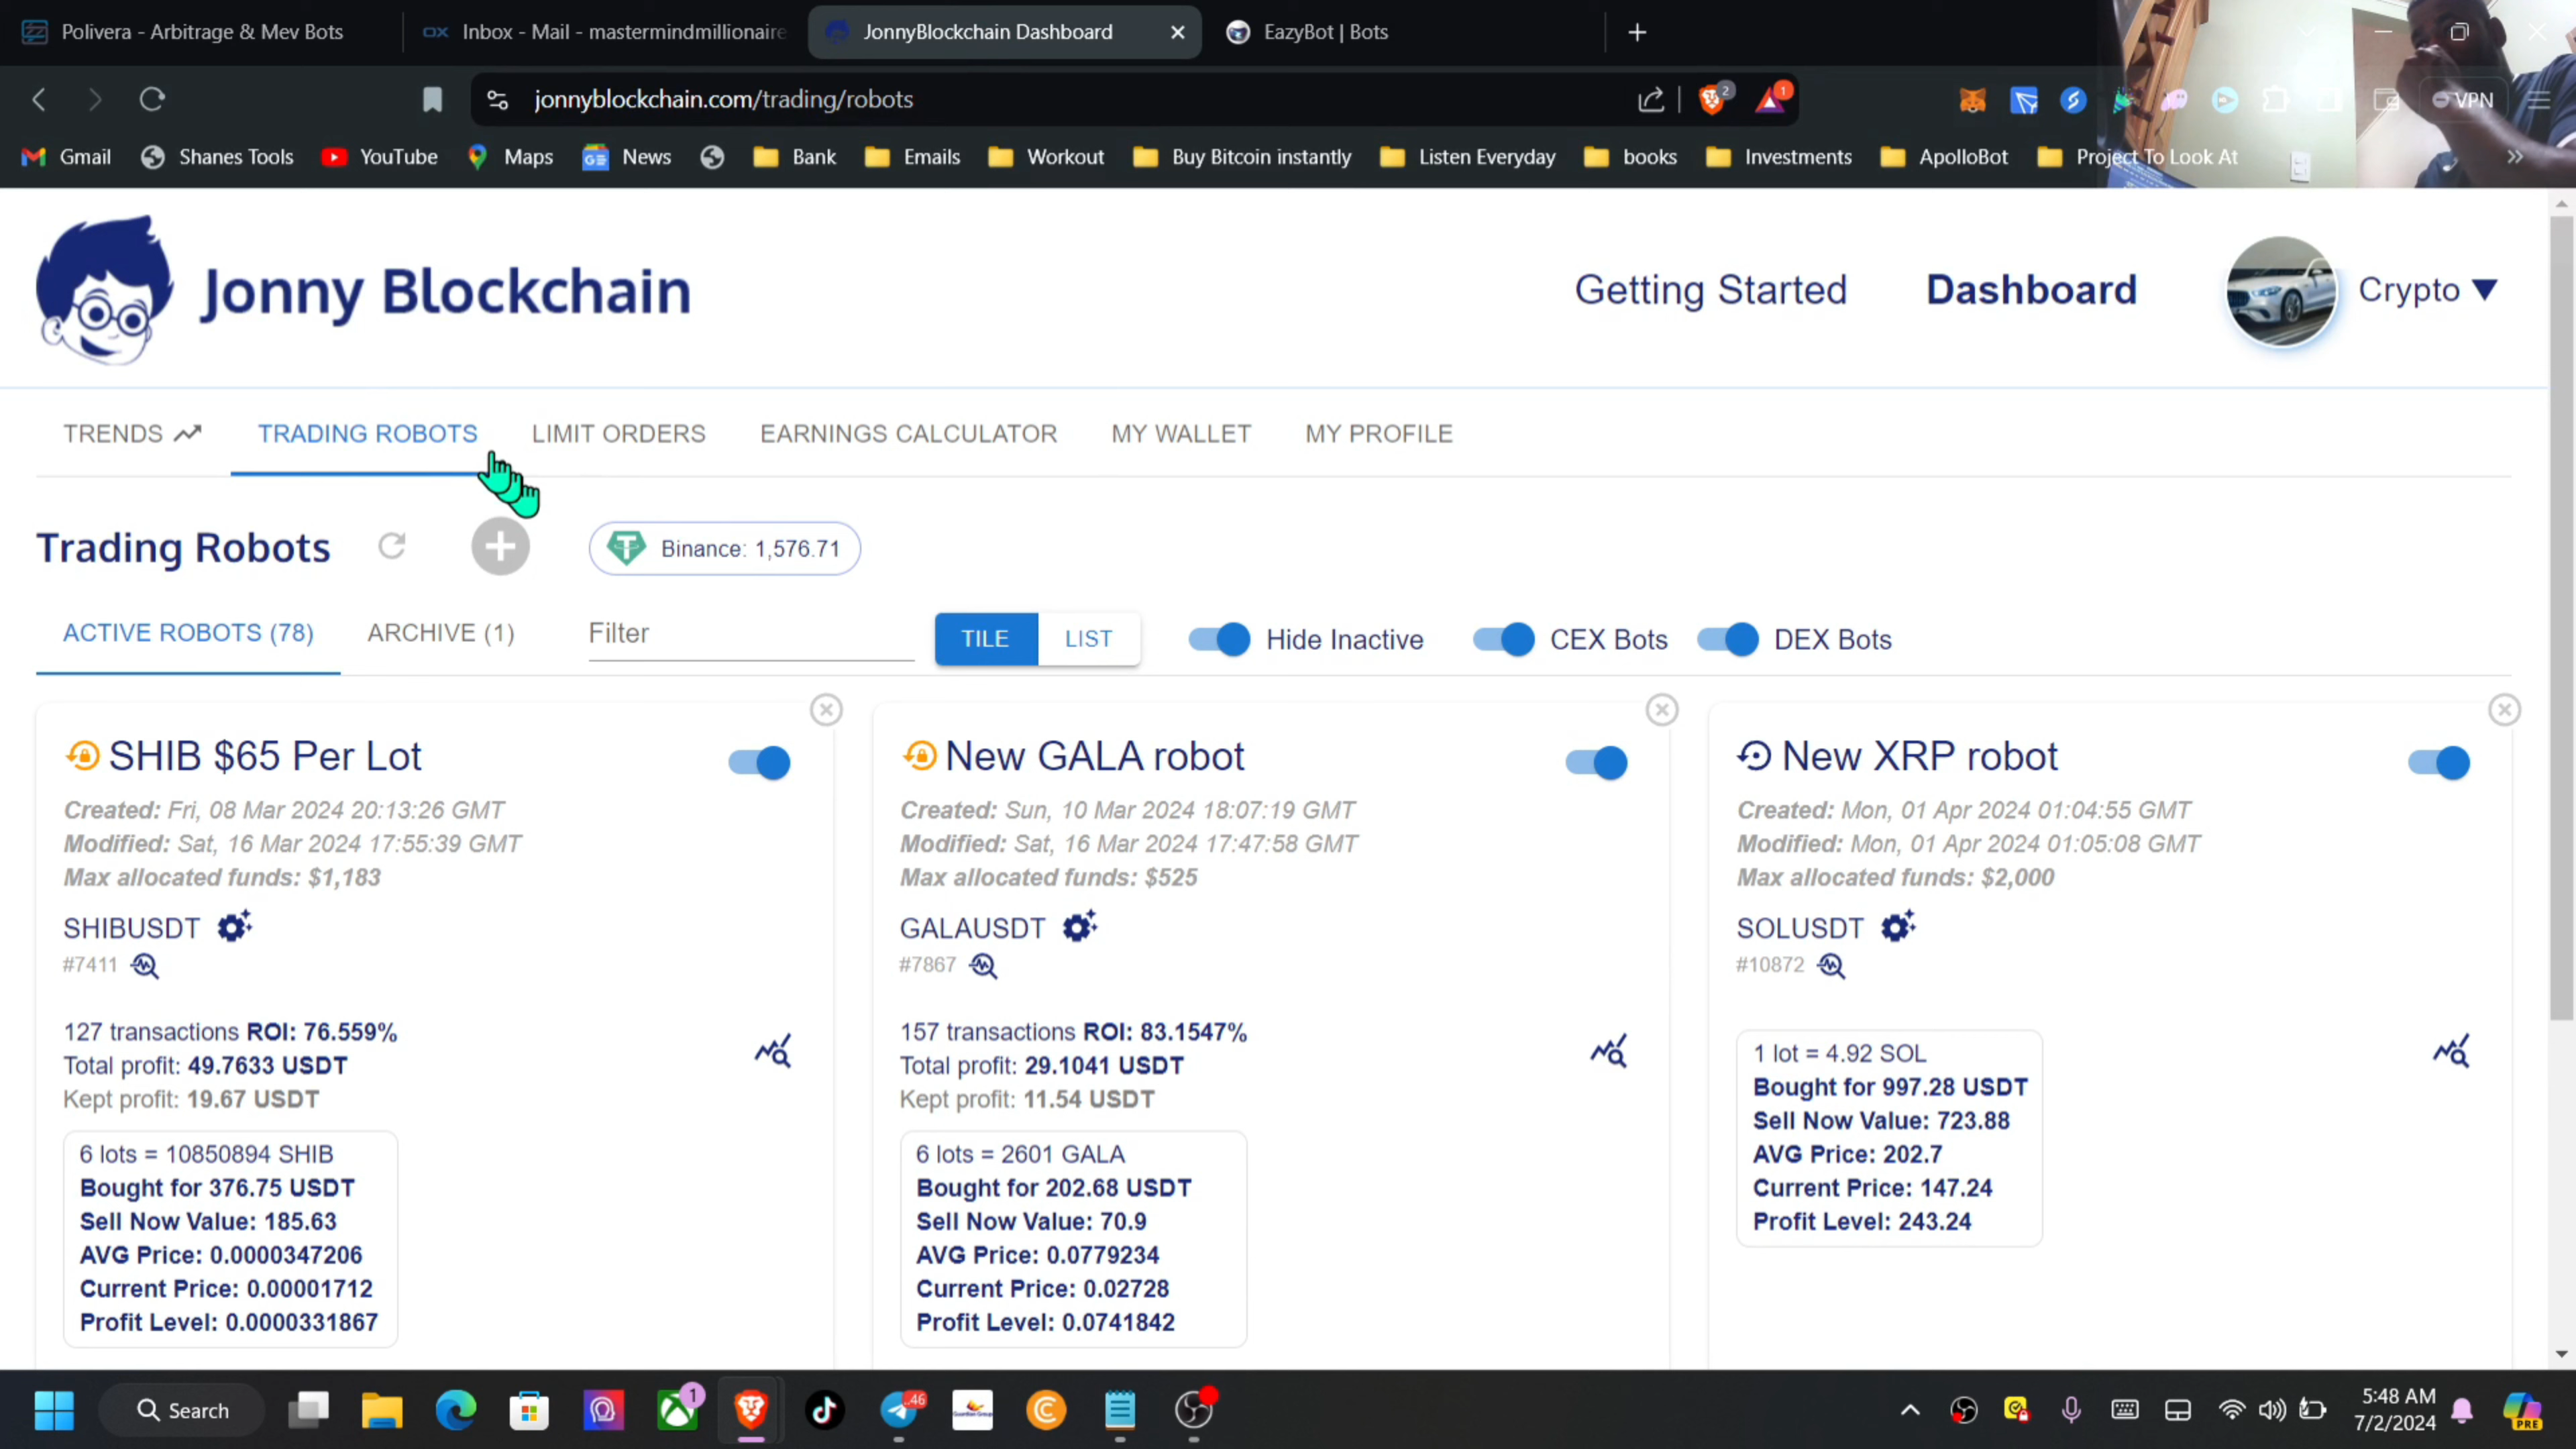 Polivera - Arbitrage & Mev Bots
Inbox - Mail - mastermindmillionaire
JonnyBlockchain Dashboard
EazyBot | Bots
jonnyblockchain.com/trading/robots
2
1
VPN
Gmail
Shanes Tools
YouTube
Maps
News
Bank
Emails
Workout
Buy Bitcoin instantly
Listen Everyday
books
Investments
ApolloBot
Project To Look At
Jonny Blockchain
Getting Started
Dashboard
Crypto
TRENDS
TRADING ROBOTS
LIMIT ORDERS
EARNINGS CALCULATOR
MY WALLET
MY PROFILE
Trading Robots
Binance: 1,576.71
ACTIVE ROBOTS (78)
ARCHIVE (1)
Filter
TILE
LIST
Hide Inactive
CEX Bots
DEX Bots
SHIB $65 Per Lot
Created: Fri, 08 Mar 2024 20:13:26 GMT
Modified: Sat, 16 Mar 2024 17:55:39 GMT
Max allocated funds: $1,183
SHIBUSDT
#7411
127 transactions ROI: 76.559%
Total profit: 49.7633 USDT
Kept profit: 19.67 USDT
6 lots = 10850894 SHIB
Bought for 376.75 USDT
Sell Now Value: 185.63
AVG Price: 0.0000347206
Current Price: 0.00001712
Profit Level: 0.0000331867
New GALA robot
Created: Sun, 10 Mar 2024 18:07:19 GMT
Modified: Sat, 16 Mar 2024 17:47:58 GMT
Max allocated funds: $525
GALAUSDT
#7867
157 transactions ROI: 83.1547%
Total profit: 29.1041 USDT
Kept profit: 11.54 USDT
6 lots = 2601 GALA
Bought for 202.68 USDT
Sell Now Value: 70.9
AVG Price: 0.0779234
Current Price: 0.02728
Profit Level: 0.0741842
New XRP robot
Created: Mon, 01 Apr 2024 01:04:55 GMT
Modified: Mon, 01 Apr 2024 01:05:08 GMT
Max allocated funds: $2,000
SOLUSDT
#10872
1 lot = 4.92 SOL
Bought for 997.28 USDT
Sell Now Value: 723.88
AVG Price: 202.7
Current Price: 147.24
Profit Level: 243.24
Search
1
46
5:48 AM
7/2/2024
PRE